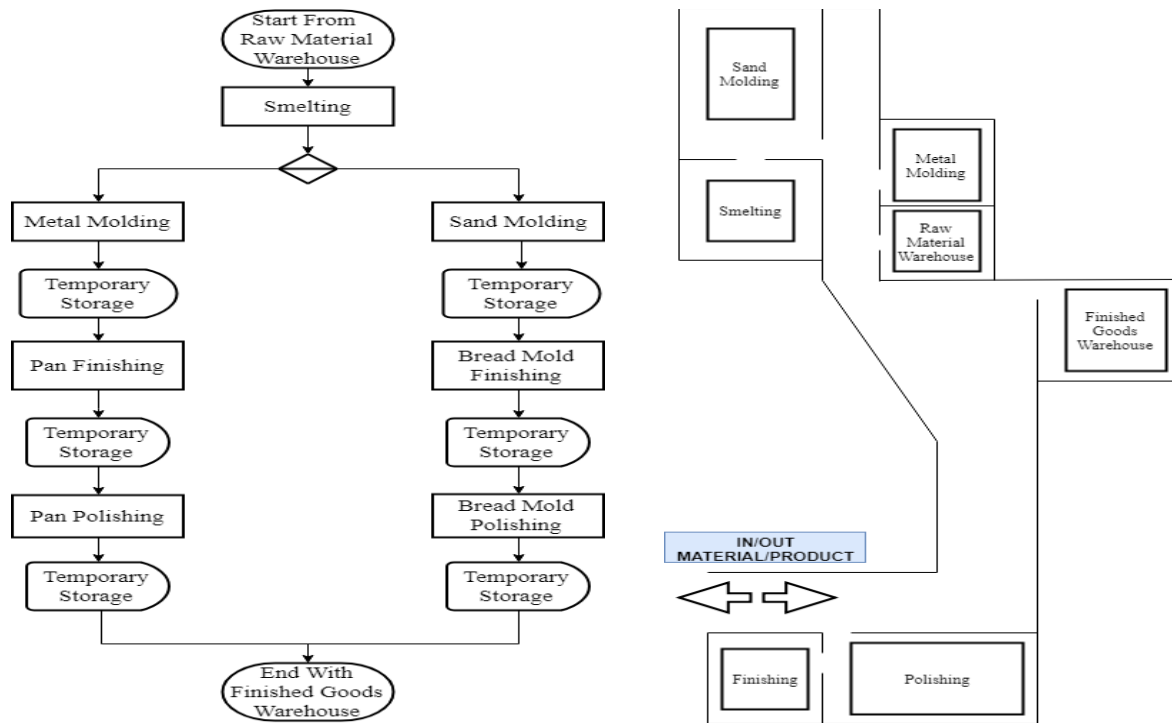 Start From
Raw Material
Warehouse
Smelting
Metal Molding
Sand Molding
Temporary
Storage
Temporary
Storage
Pan Finishing
Bread Mold
Finishing
Temporary
Storage
Temporary
Storage
Pan Polishing
Bread Mold
Polishing
Temporary
Storage
Temporary
Storage
End With
Finished Goods
Warehouse
Sand
Molding
Metal
Molding
Smelting
Raw
Material
Warehouse
Finished
Goods
Warehouse
IN/OUT
MATERIAL/PRODUCT
Finishing
Polishing